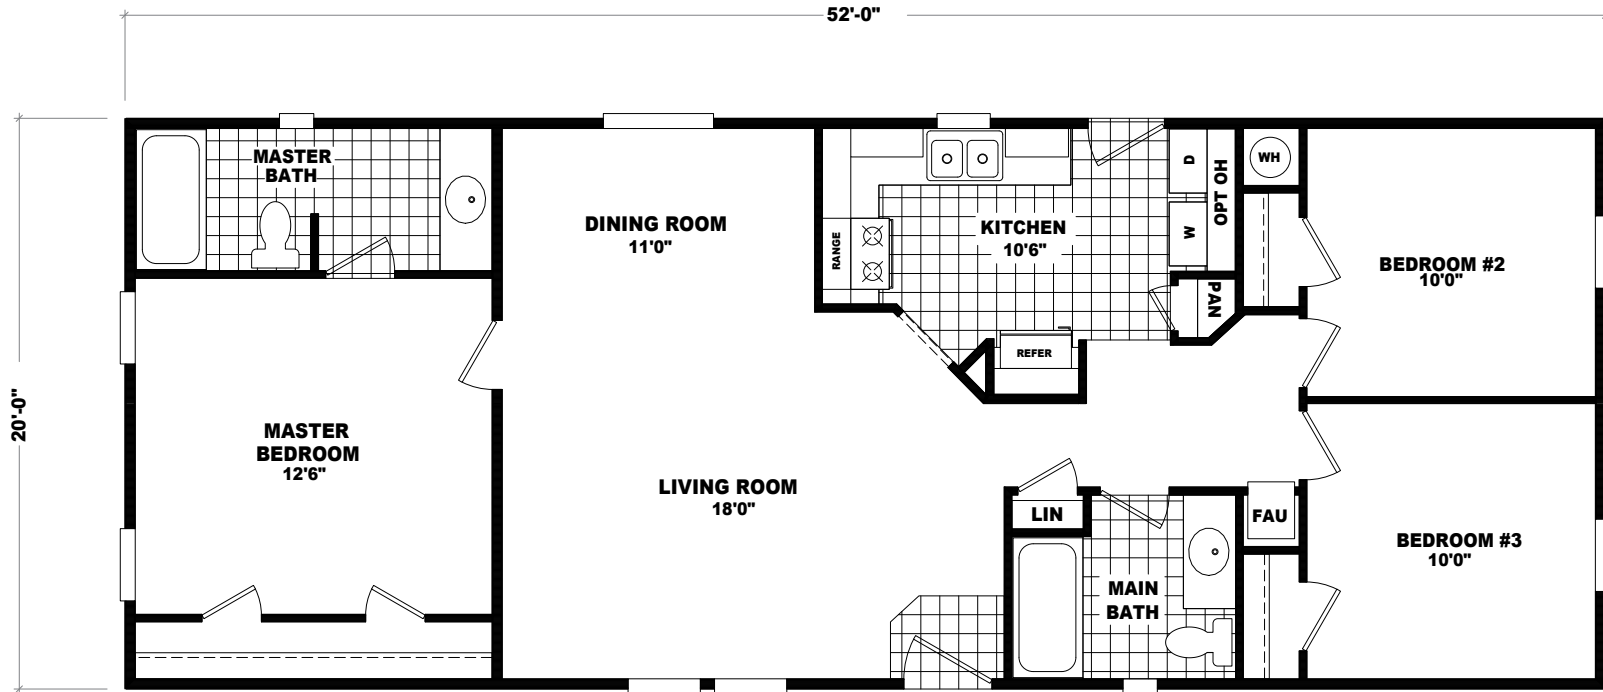 52'-0"
20'-0"
MASTER
BATH
DINING ROOM
11'0"
RANGE
KITCHEN
10'6"
D
W
OPT OH
WH
PAN
REFER
BEDROOM #2
10'0"
MASTER
BEDROOM
12'6"
LIVING ROOM
18'0"
LIN
MAIN
BATH
FAU
BEDROOM #3
10'0"